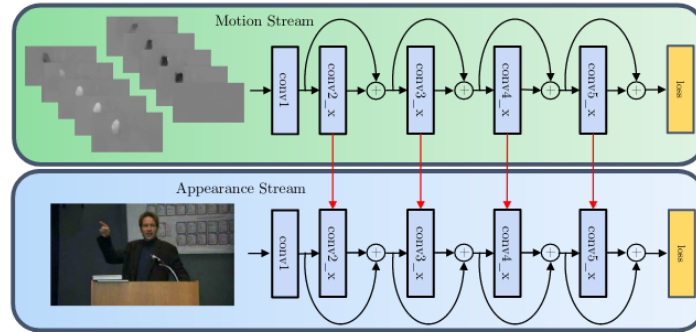 Motion Stream
conv1
conv2_x
conv3_x
conv4_x
conv5_x
loss
Appearance Stream
conv1
conv2_x
conv3_x
conv4_x
conv5_x
loss